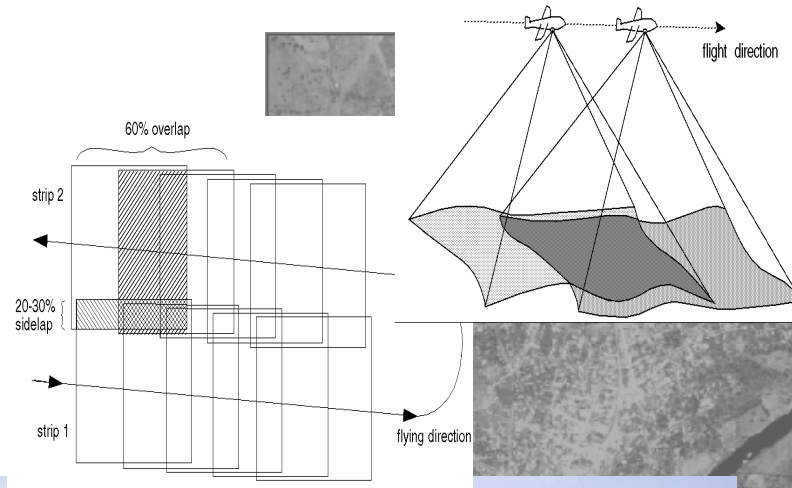 flight direction
60% overlap
strip 2
20-30%
sidelap
strip 1
flying direction